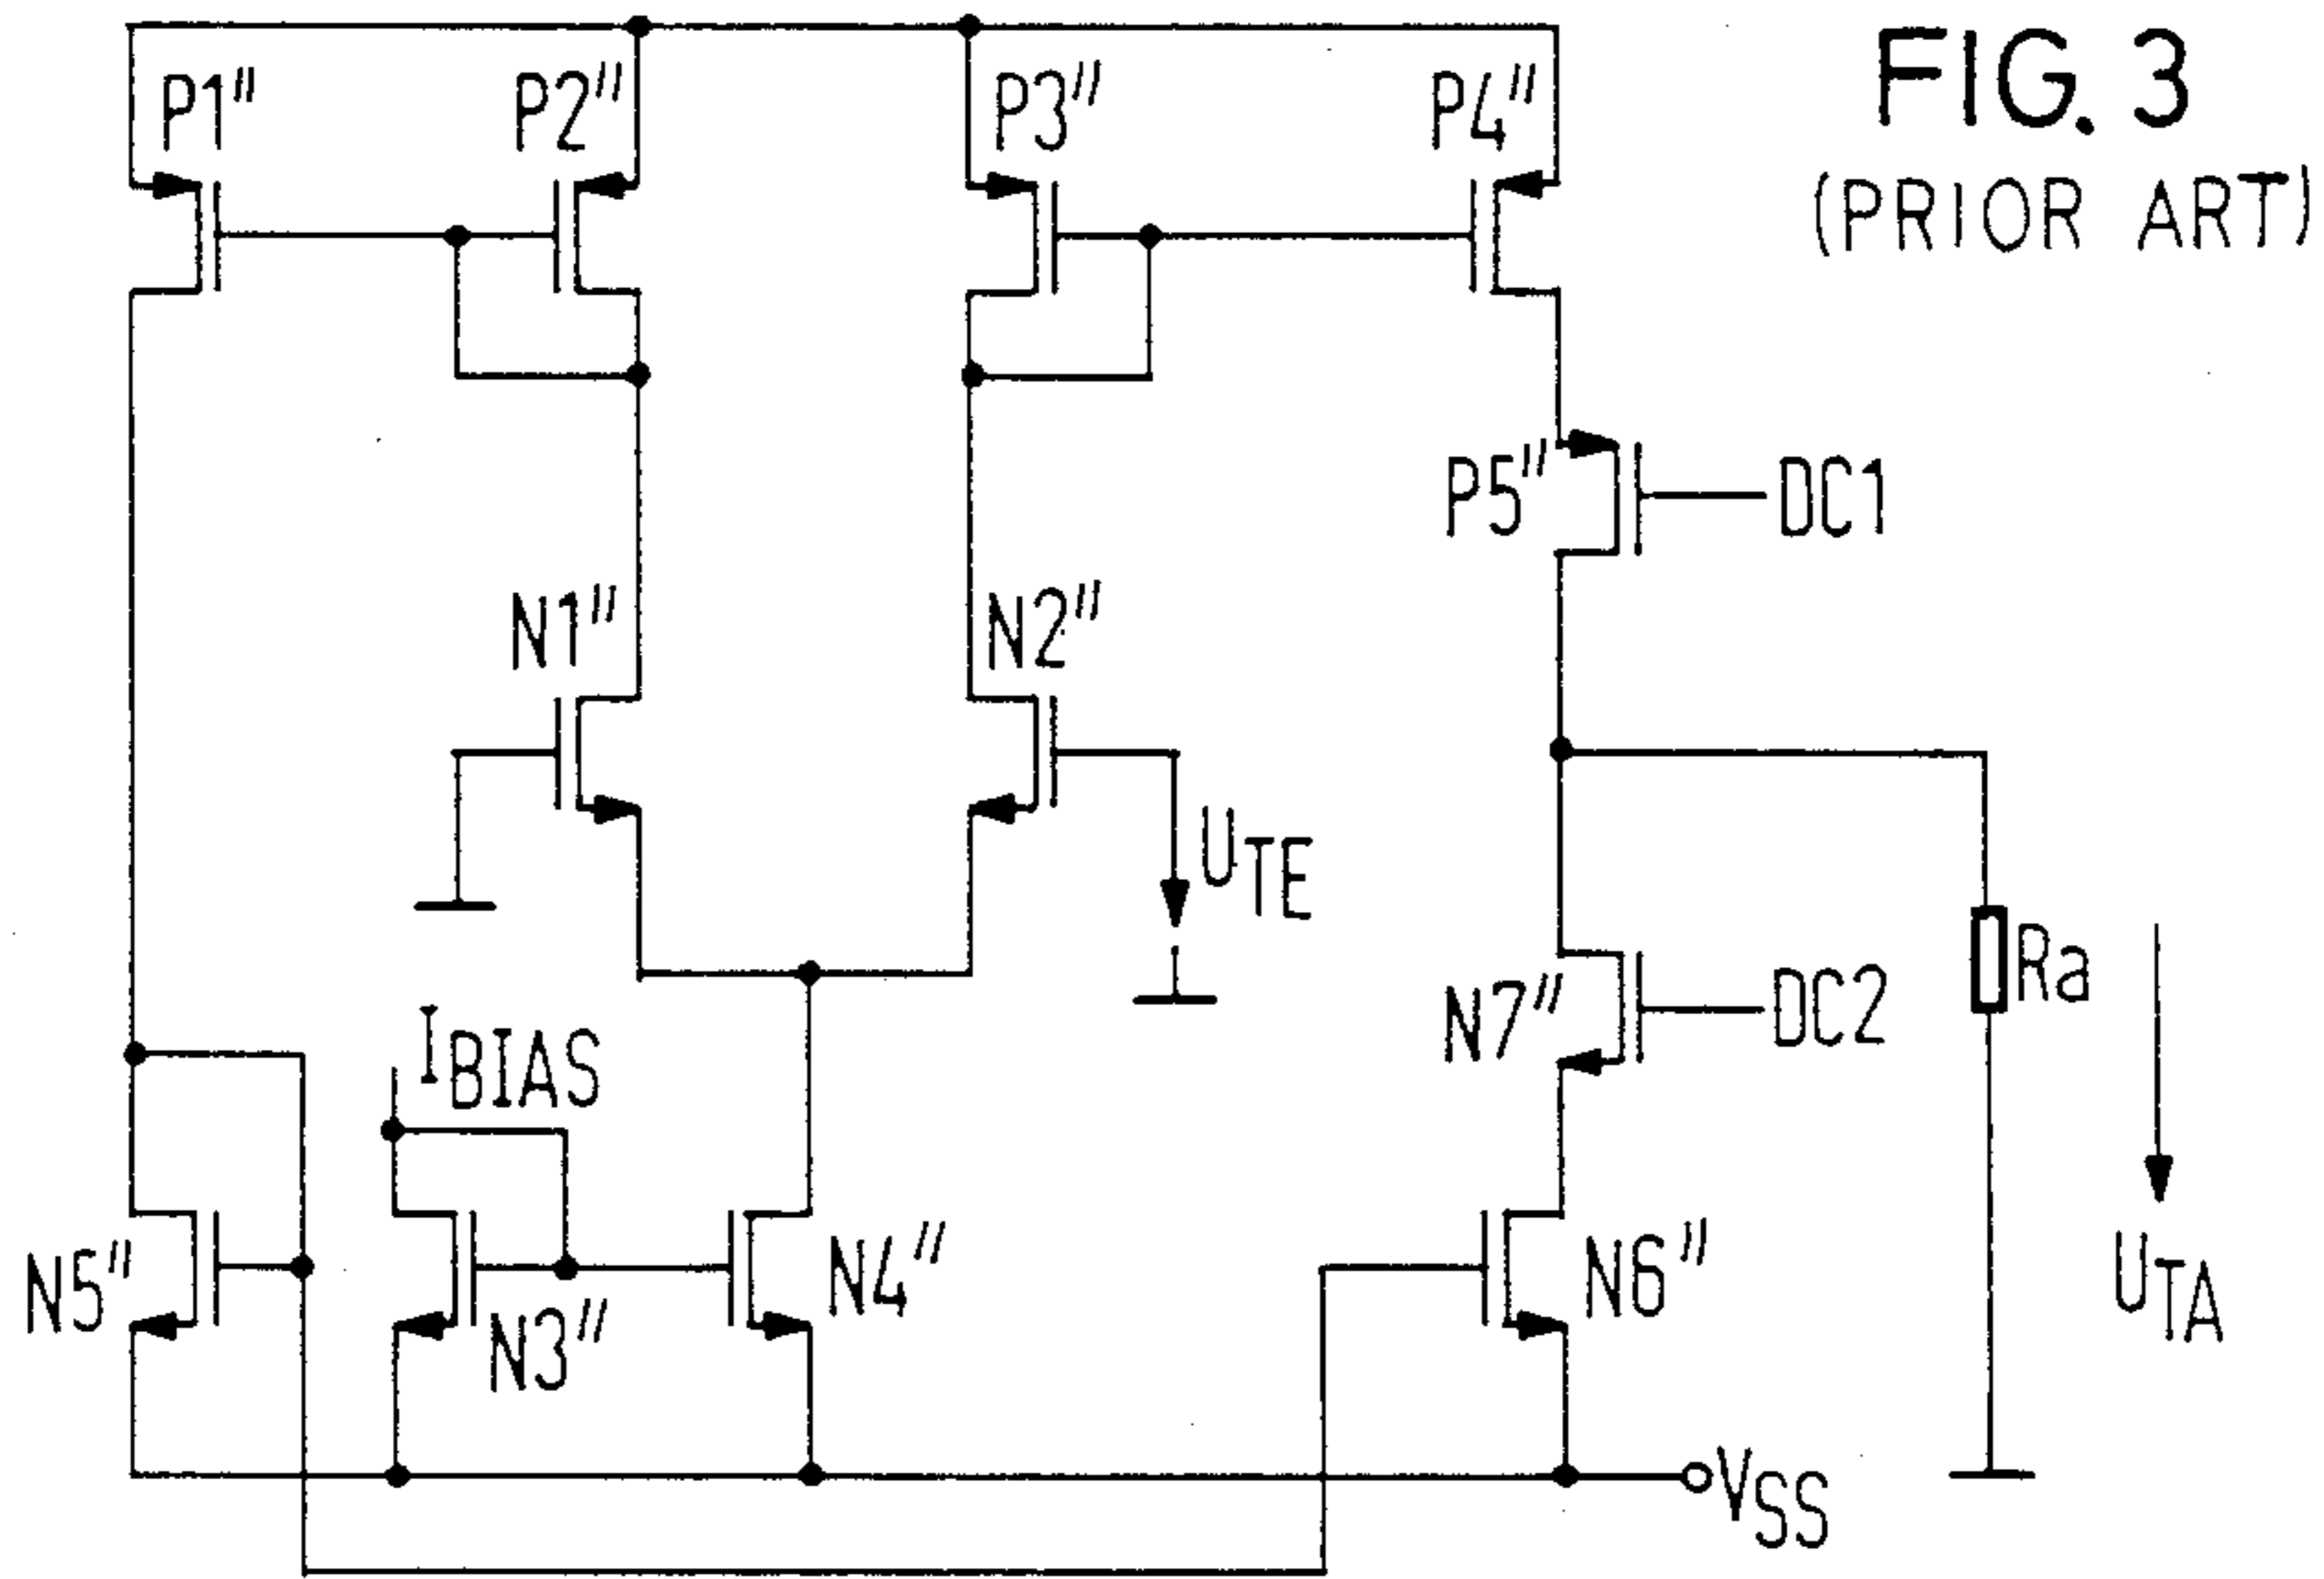 FIG. 3
(PRIOR ART)
P1"
P2"
P3"
P4"
P5"
DC1
N1"
N2"
UTE
IBIAS
N7"
DC2
Ra
UTA
N5"
N3"
N4"
N6"
VSS